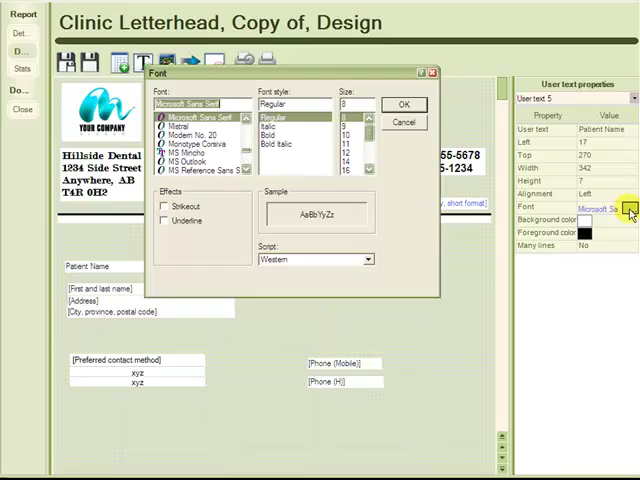 Report
Clinic Letterhead, Copy of, Design
Det...
D...
Stats
Do...
Close
YOUR COMPANY
Hillside Dental
1234 Side Street
Anywhere, AB
T4R 0H2
55-5678
-1234
, short format]
Patient Name
[First and last name]
[Address]
[City, province, postal code]
[Preferred contact method]
xyz
xyz
[Phone (Mobile)]
[Phone (H)]
Font
Font:
Font style:
Size:
Microsoft Sans Serif
Regular
8
OK
Cancel
Microsoft Sans Serif
Mistral
Modern No. 20
Monotype Corsiva
MS Mincho
MS Outlook
MS Reference Sans S
Regular
Italic
Bold
Bold Italic
8
9
10
11
12
14
16
Effects
Strikeout
Underline
Sample
AaBbYyZz
Script:
Western
User text properties
User text 5
Property Value
User text Patient Name
Left 17
Top 270
Width 342
Height 7
Alignment Left
Font Microsoft Sa
Background color
Foreground color
Many lines No